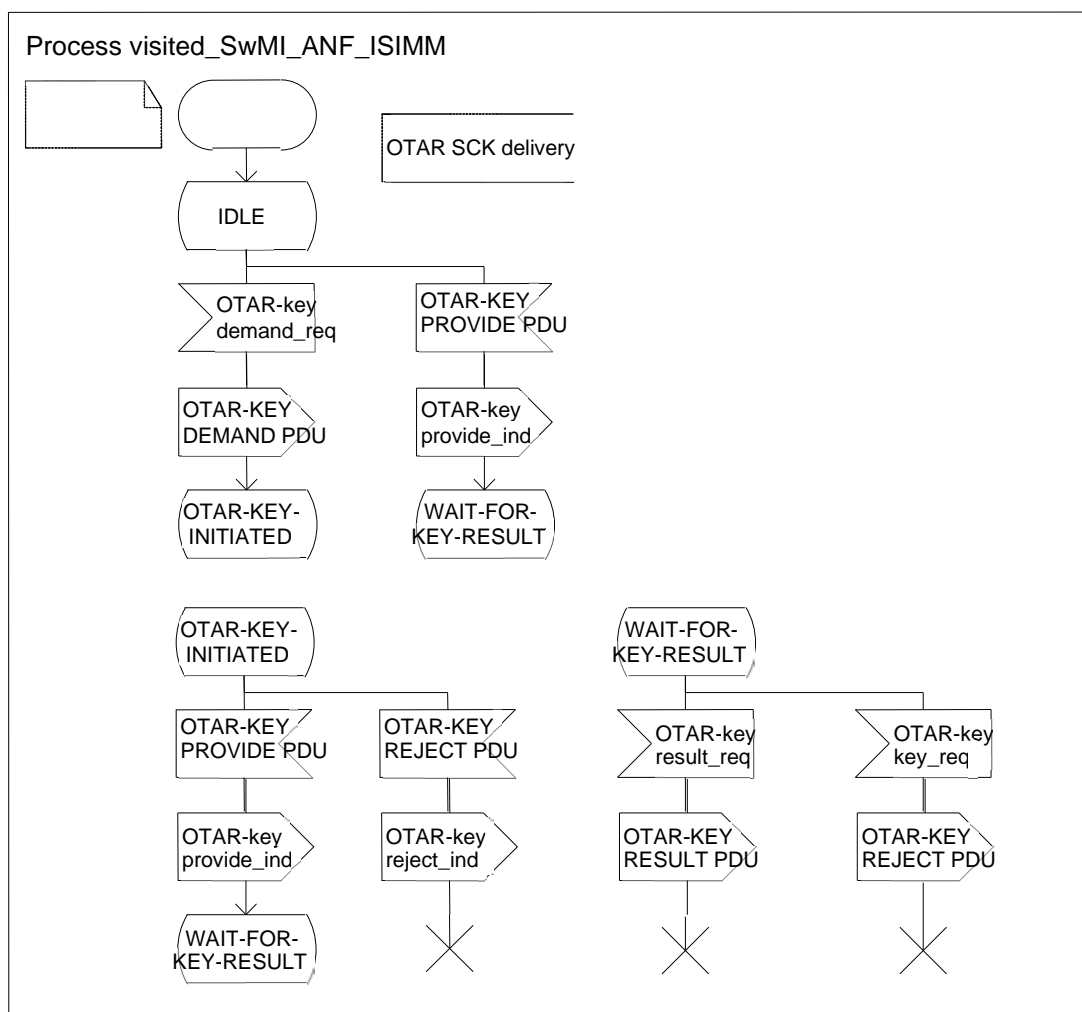 Process visited_SwMI_ANF_ISIMM
OTAR SCK delivery
IDLE
OTAR-key
demand_req
OTAR-KEY
PROVIDE PDU
OTAR-KEY
DEMAND PDU
OTAR-key
provide_ind
OTAR-KEY-
INITIATED
WAIT-FOR-
KEY-RESULT
OTAR-KEY-
INITIATED
WAIT-FOR-
KEY-RESULT
OTAR-KEY
PROVIDE PDU
OTAR-KEY
REJECT PDU
OTAR-key
result_req
OTAR-key
key_req
OTAR-key
provide_ind
OTAR-key
reject_ind
OTAR-KEY
RESULT PDU
OTAR-KEY
REJECT PDU
WAIT-FOR-
KEY-RESULT